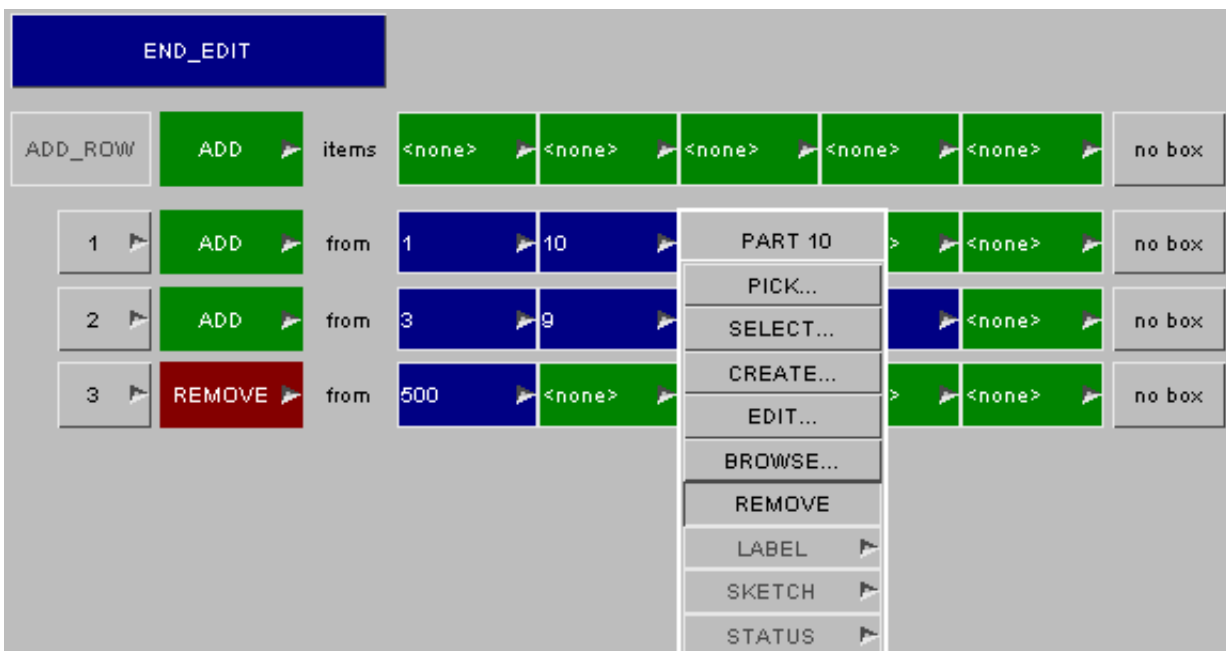 END_EDIT
ADD_ROW ADD items <none> <none> <none> <none> <none> no box
1 ADD from 1 10 > <none> no box
2 ADD from 3 9 <none> no box
3 REMOVE from 500 <none> > <none> no box
PART 10
PICK...
SELECT...
CREATE...
EDIT...
BROWSE...
REMOVE
LABEL
SKETCH
STATUS